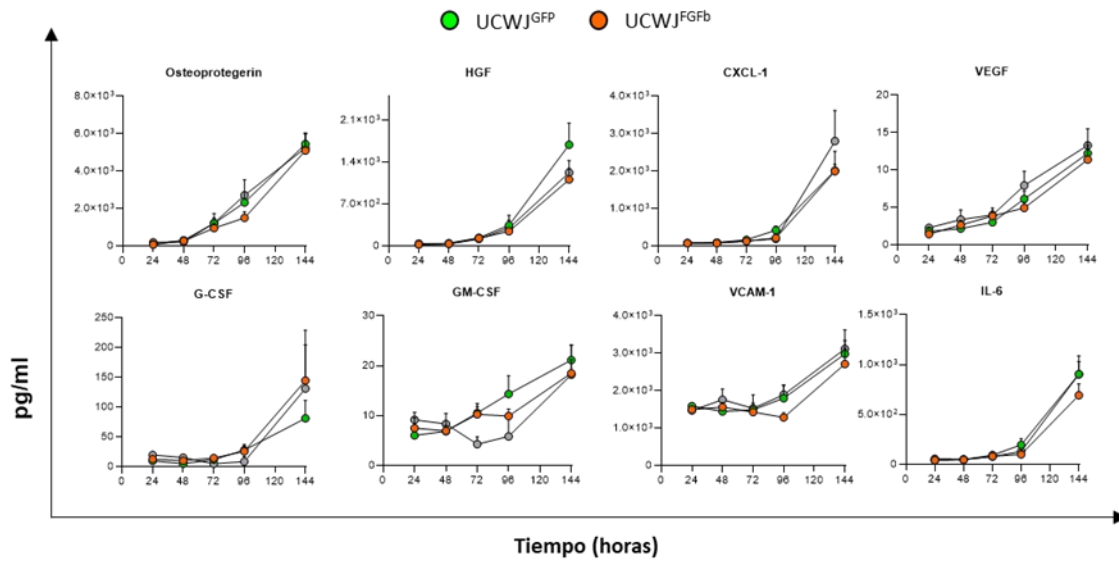 UCWJGFP UCWJFGFb
Osteoprotegerin HGF CXCL-1 VEGF
8.0×10³ 6.0×10³ 4.0×10³ 2.0×10³ 0
0 24 48 72 96 120 144
2.1×10³ 1.4×10³ 7.0×10² 0
0 24 48 72 96 120 144
4.0×10³ 3.0×10³ 2.0×10³ 1.0×10³ 0
0 24 48 72 96 120 144
20 15 10 5 0
0 24 48 72 96 120 144
G-CSF GM-CSF VCAM-1 IL-6
250 200 150 100 50 0
0 24 48 72 96 120 144
30 20 10 0
0 24 48 72 96 120 144
4.0×10³ 3.0×10³ 2.0×10³ 1.0×10³ 0
0 24 48 72 96 120 144
1.5×10³ 1.0×10³ 5.0×10² 0
0 24 48 72 96 120 144
pg/ml
Tiempo (horas)